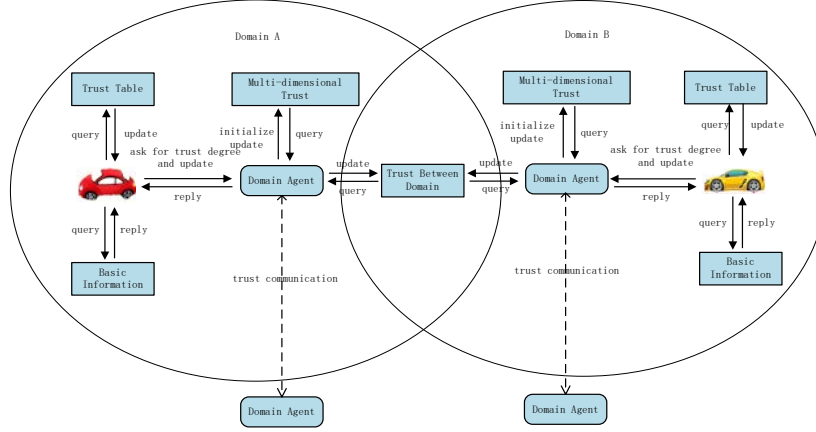 Domain A
Domain B
Trust Table
Multi-dimensional
Trust
Multi-dimensional
Trust
Trust Table
query
update
initialize
update
query
initialize
update
query
query
update
ask for trust degree
and update
reply
Domain Agent
update
query
Trust Between
Domain
update
query
Domain Agent
ask for trust degree
and update
reply
query
reply
query
reply
Basic
Information
trust communication
trust communication
Basic
Information
Domain Agent
Domain Agent